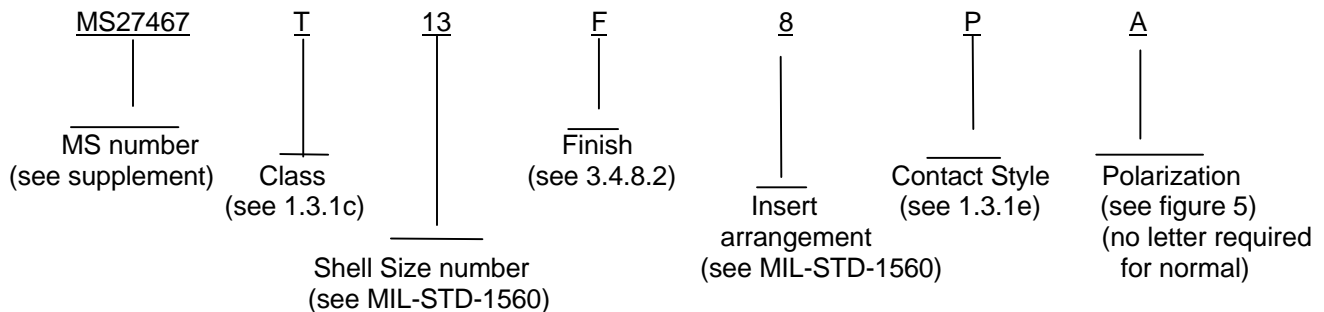 MS27467 T 13 F 8 P A
MS number
(see supplement)
Class
(see 1.3.1c)
Shell Size number
(see MIL-STD-1560)
Finish
(see 3.4.8.2)
Insert
arrangement
(see MIL-STD-1560)
Contact Style
(see 1.3.1e)
Polarization
(see figure 5)
(no letter required
for normal)